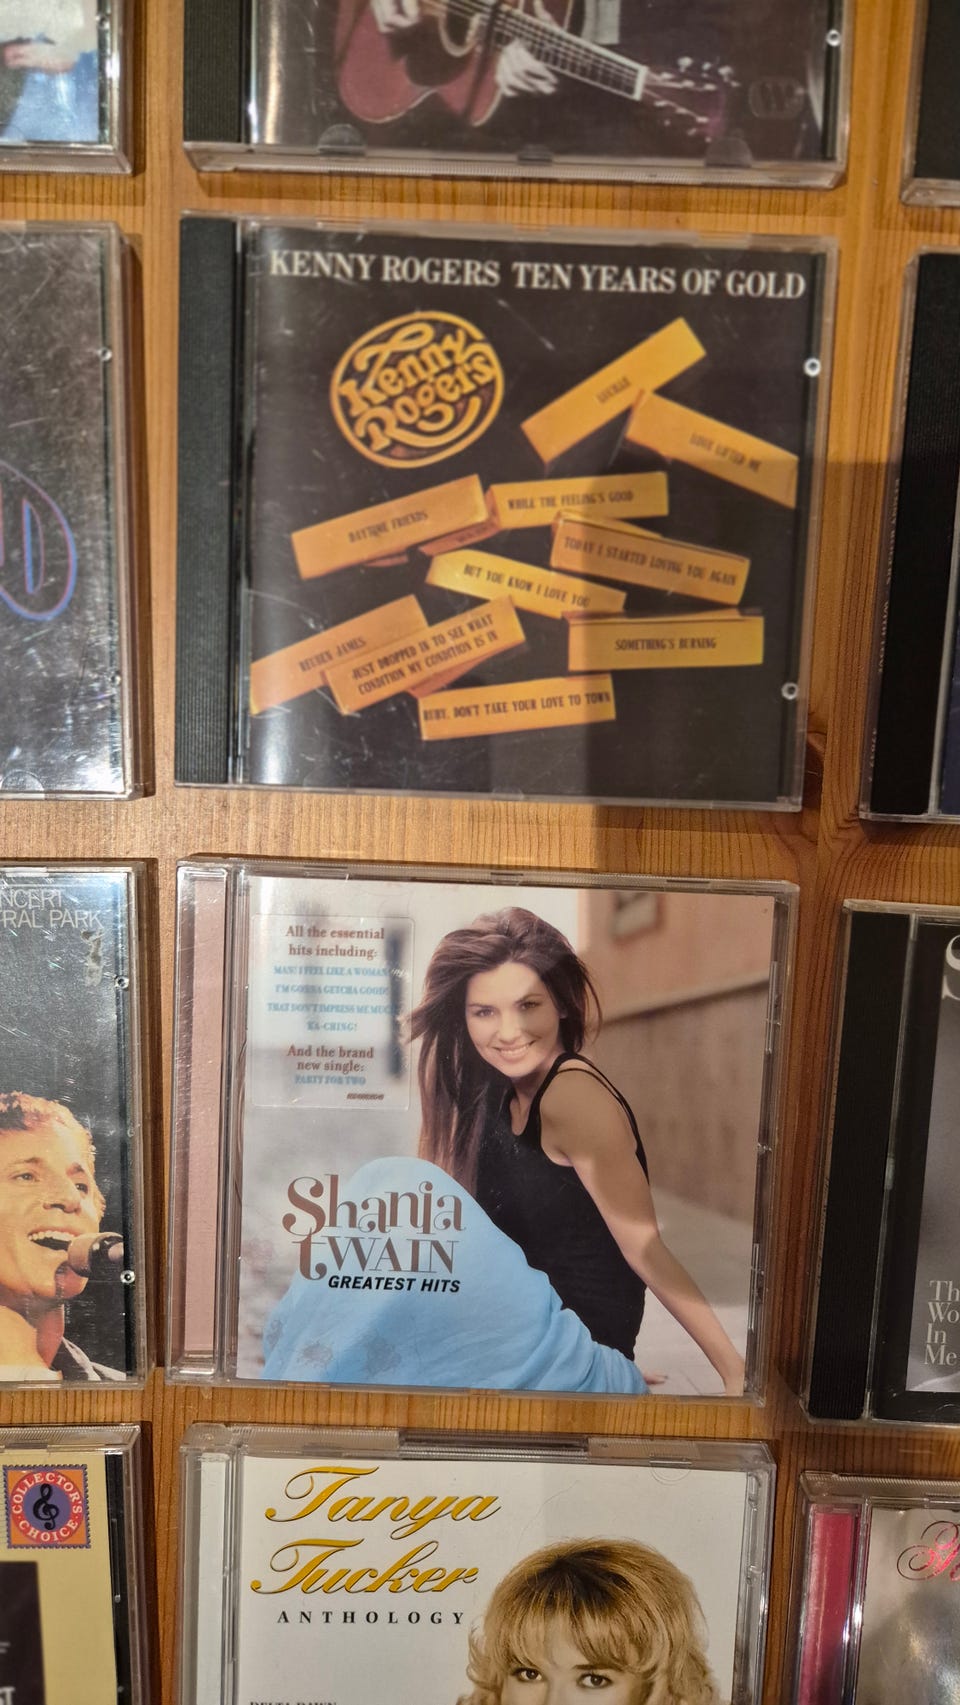 KENNY ROGERS TEN YEARS OF GOLD
Kenny
Rogers
LUCILLE
LOVE LIFTED ME
DAYTIME FRIENDS
WHILE THE FEELING'S GOOD
TODAY I STARTED LOVING YOU AGAIN
BUT YOU KNOW I LOVE YOU
REUBEN JAMES
JUST DROPPED IN TO SEE WHAT
CONDITION MY CONDITION IS IN
SOMETHING'S BURNING
RUBY, DON'T TAKE YOUR LOVE TO TOWN
NCERT
RAL PARK
All the essential
hits including:
MAN! I FEEL LIKE A WOMAN
I'M GONNA GETCHA GOOD!
THAT DON'T IMPRESS ME MUCH
KA-CHING!
And the brand
new single:
PARTY FOR TWO
Shania
tWAIN
GREATEST HITS
Th
Wo
In
Me
COLLECTOR'S
CHOICE
Tanya
Tucker
ANTHOLOGY
DELTA DAWN